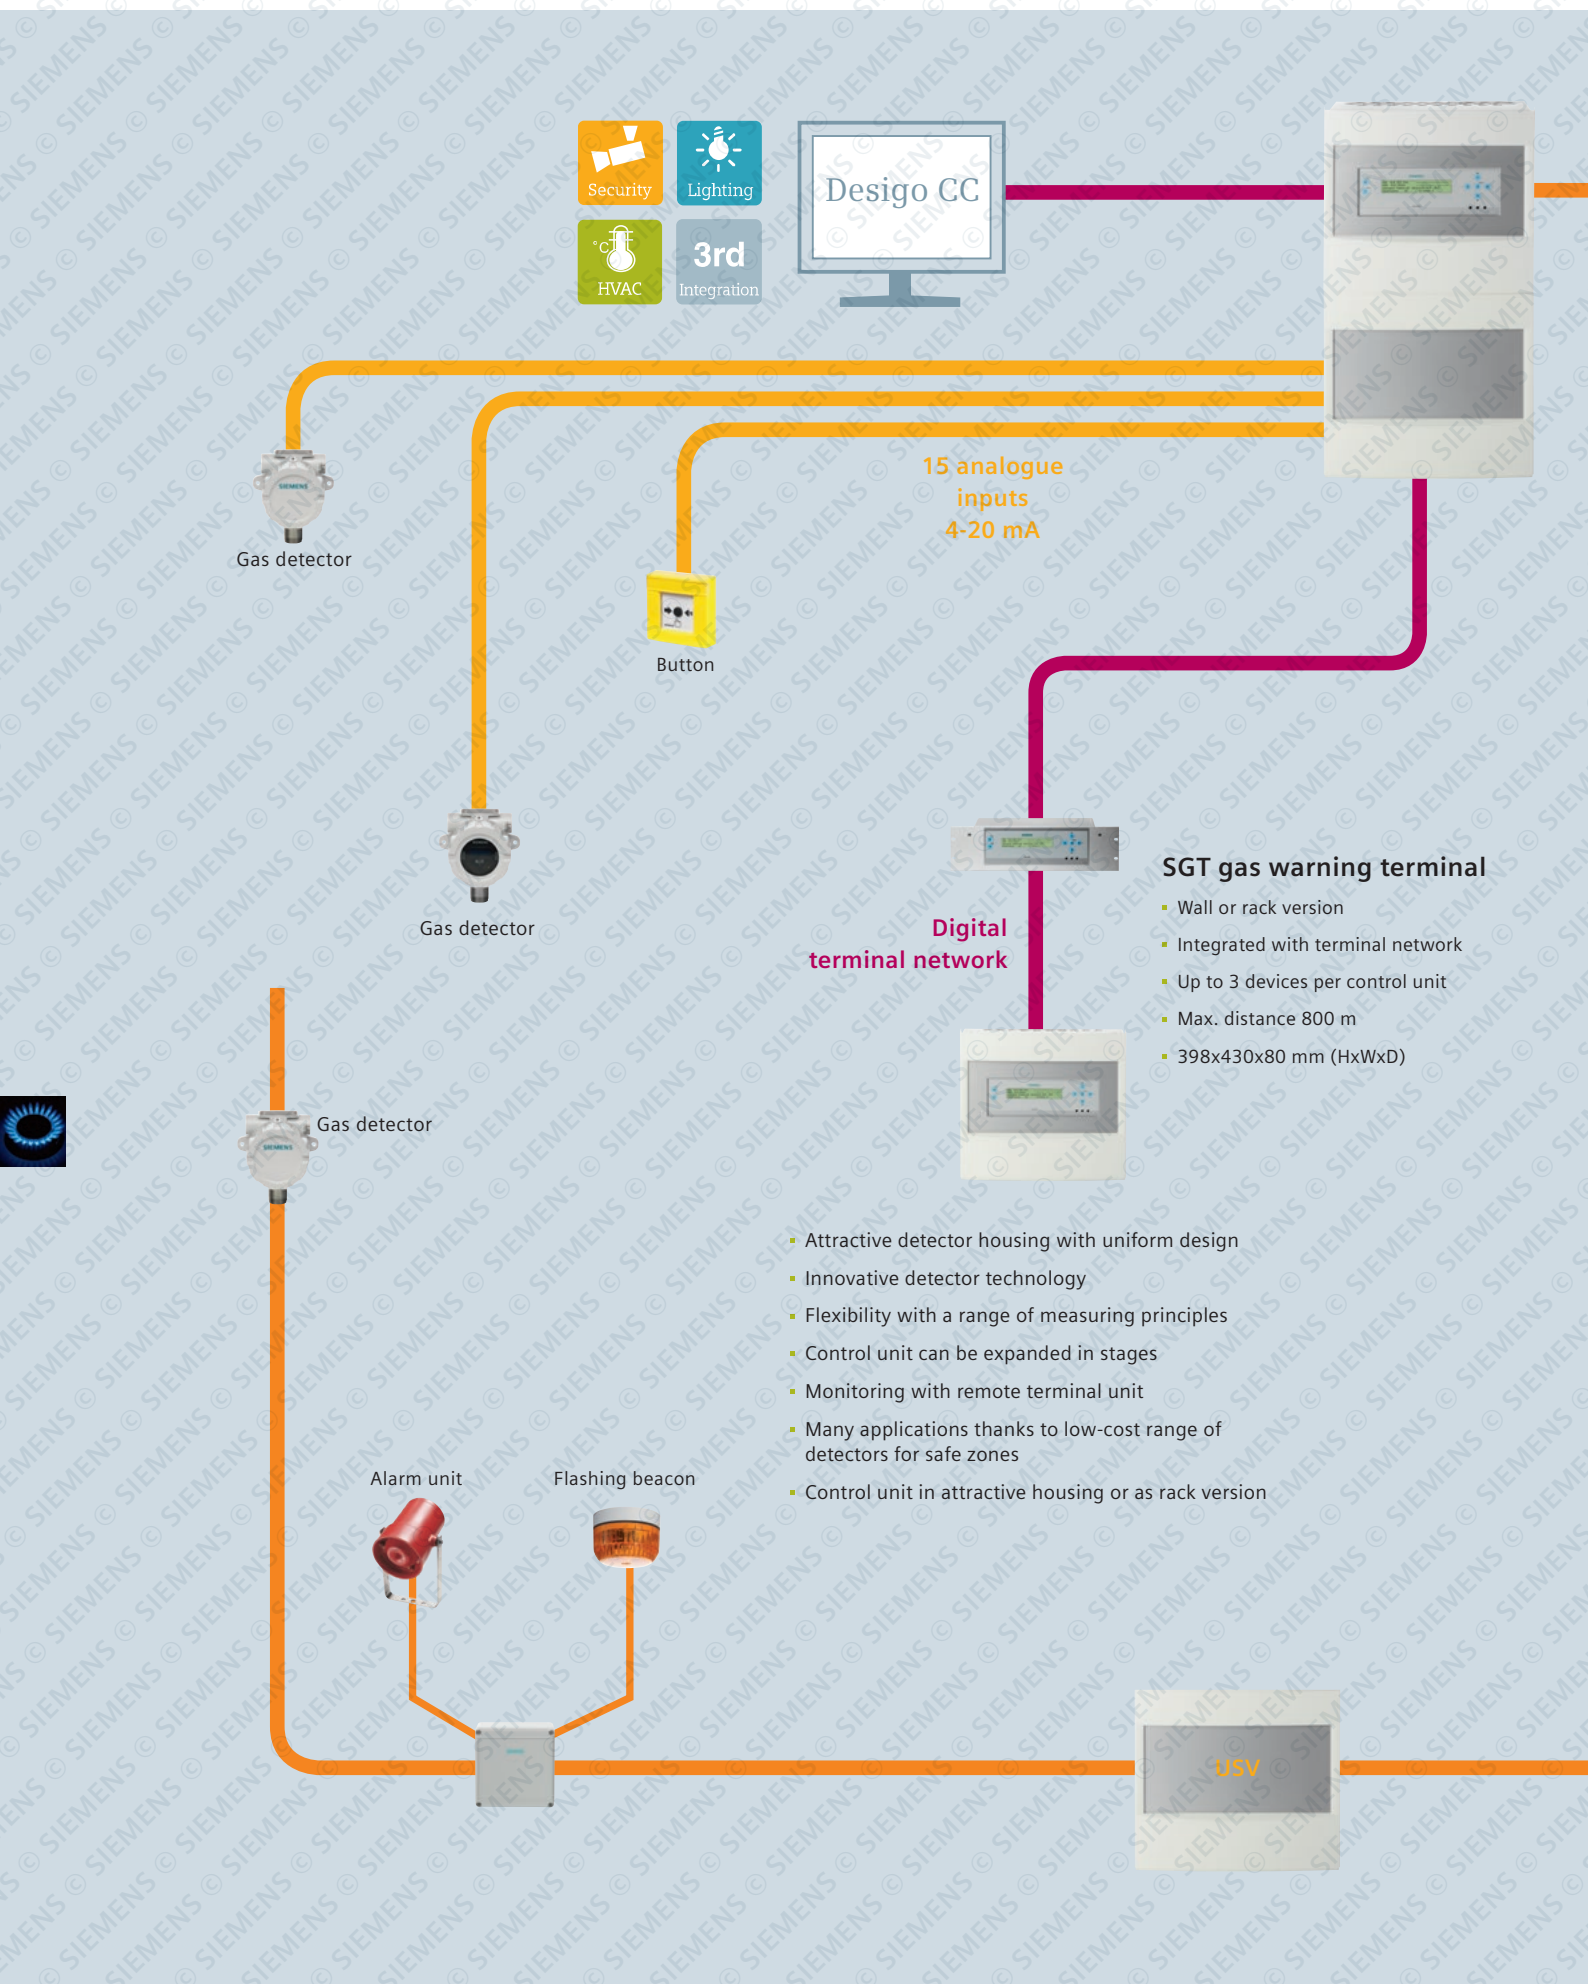 Security
Lighting
°C
HVAC
3rd
Integration
Desigo CC
15 analogue
inputs
4-20 mA
SIEMENS
Gas detector
Button
Gas detector
SGT gas warning terminal
Wall or rack version
Integrated with terminal network
Up to 3 devices per control unit
Max. distance 800 m
398x430x80 mm (HxWxD)
Digital
terminal network
Gas detector
SIEMENS
Attractive detector housing with uniform design
Innovative detector technology
Flexibility with a range of measuring principles
Control unit can be expanded in stages
Monitoring with remote terminal unit
Many applications thanks to low-cost range of
detectors for safe zones
Control unit in attractive housing or as rack version
Alarm unit
Flashing beacon
USV
© SIEMENS © SIEMENS © SIEMENS